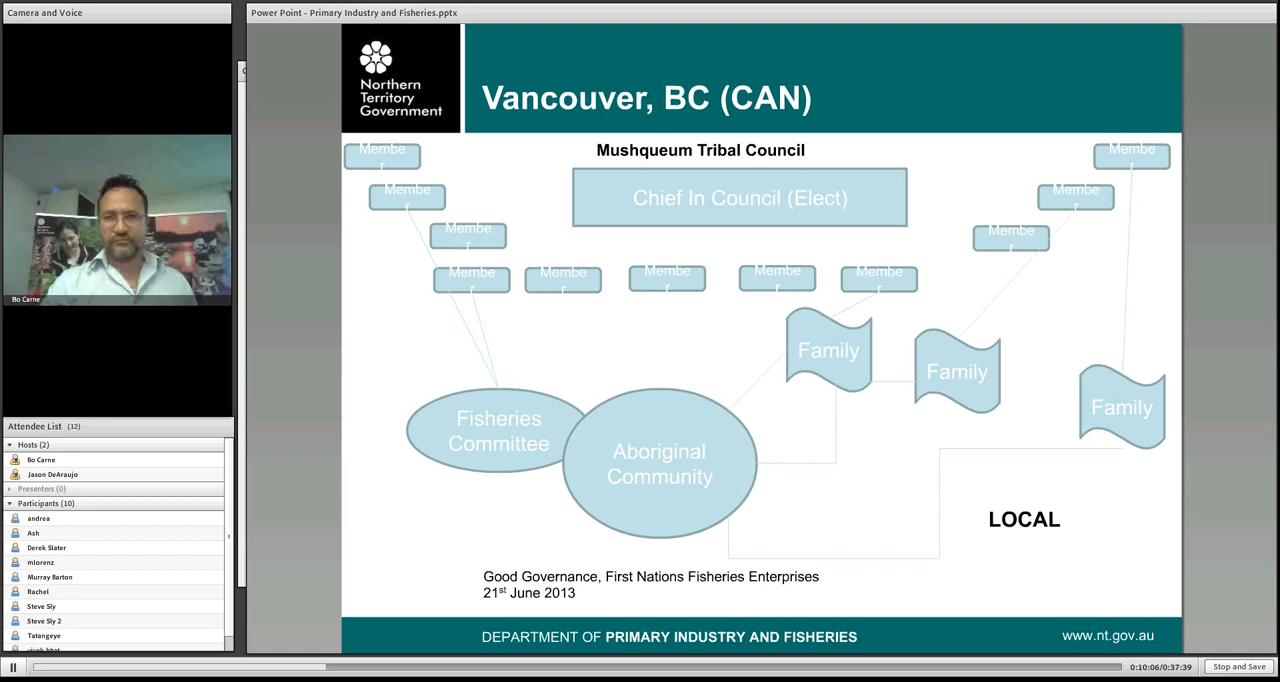 Camera and Voice
Power Point - Primary Industry and Fisheries.pptx
Northern
Territory
Government
Vancouver, BC (CAN)
Mushqueum Tribal Council
Chief In Council (Elect)
Membe
r
Membe
r
Membe
r
Membe
r
Membe
r
Membe
r
Membe
r
Membe
r
Membe
r
Membe
r
Membe
r
Family
Family
Family
Fisheries
Committee
Aboriginal
Community
LOCAL
Good Governance, First Nations Fisheries Enterprises
21st June 2013
DEPARTMENT OF PRIMARY INDUSTRY AND FISHERIES
www.nt.gov.au
Bo Carne
Attendee List (12)
Hosts (2)
Bo Carne
Jason DeAraujo
Presenters (0)
Participants (10)
andrea
Ash
Derek Slater
mlorenz
Murray Barton
Rachel
Steve Sly
Steve Sly 2
Tatangeye
0:10:06/0:37:39
Stop and Save